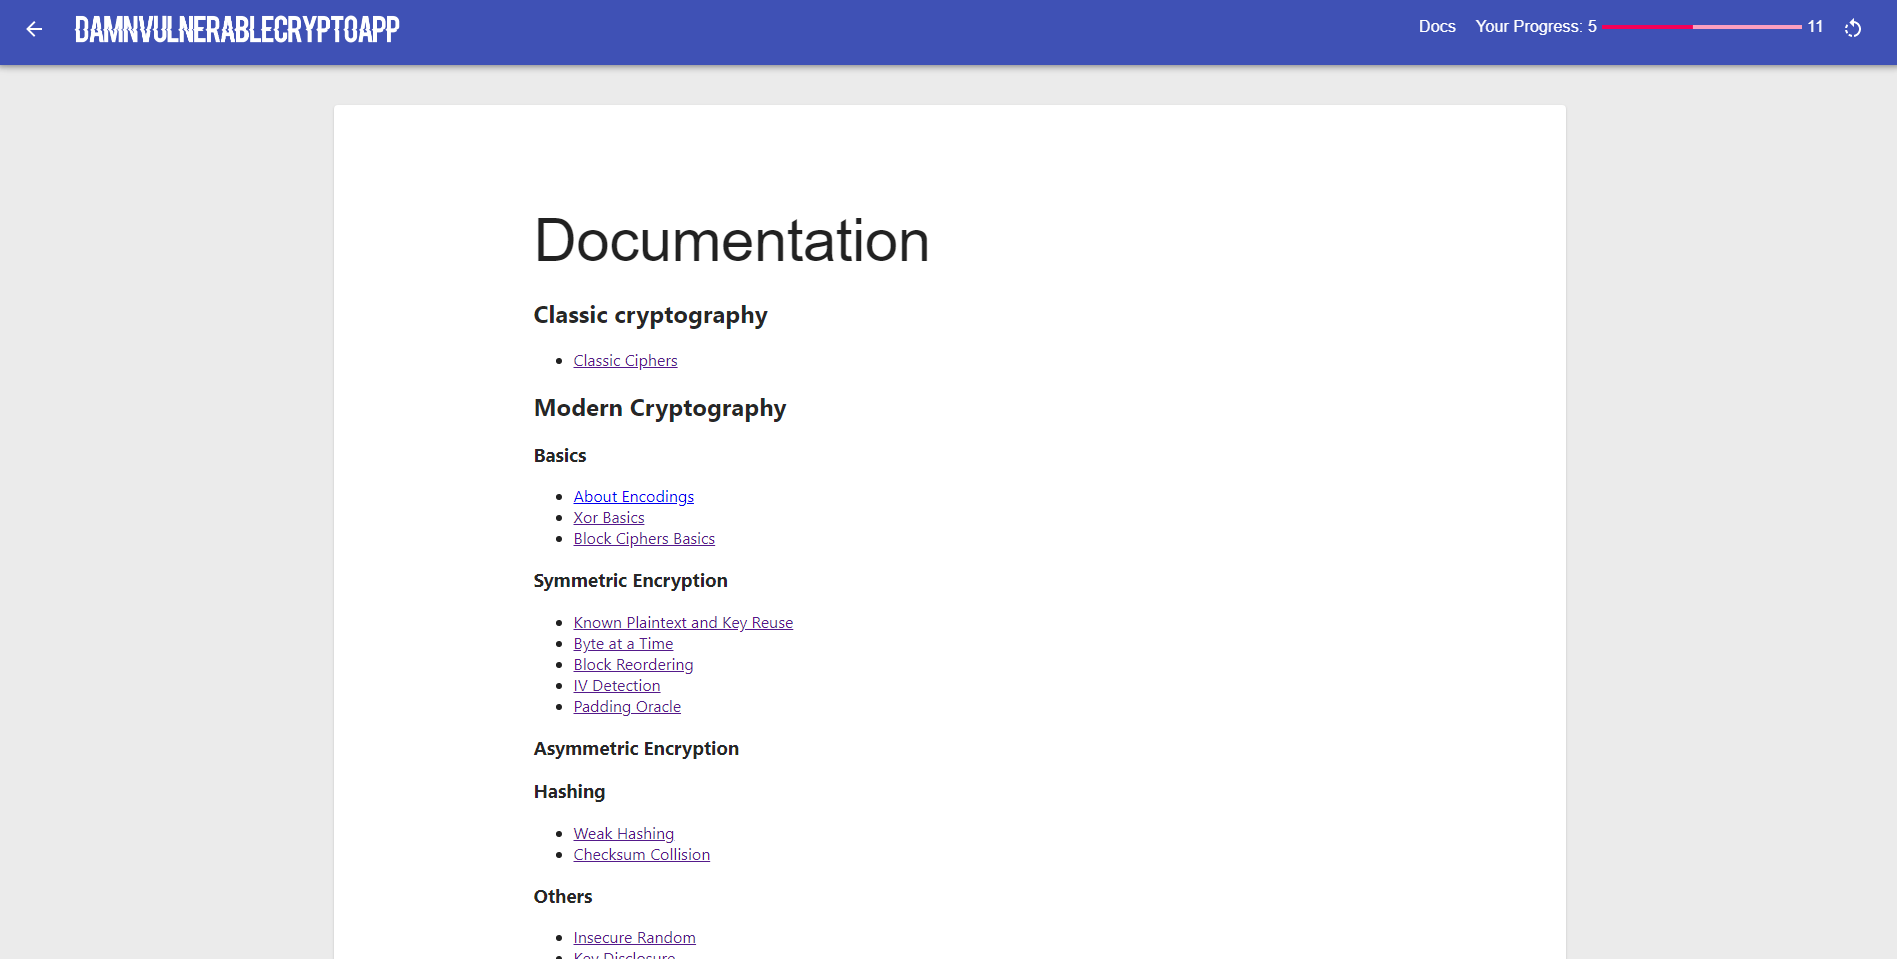 DAMNVULNERABLECRYPTOAPP
Docs Your Progress: 5 11
Documentation
Classic cryptography
Classic Ciphers
Modern Cryptography
Basics
About Encodings
Xor Basics
Block Ciphers Basics
Symmetric Encryption
Known Plaintext and Key Reuse
Byte at a Time
Block Reordering
IV Detection
Padding Oracle
Asymmetric Encryption
Hashing
Weak Hashing
Checksum Collision
Others
Insecure Random
Key Disclosure